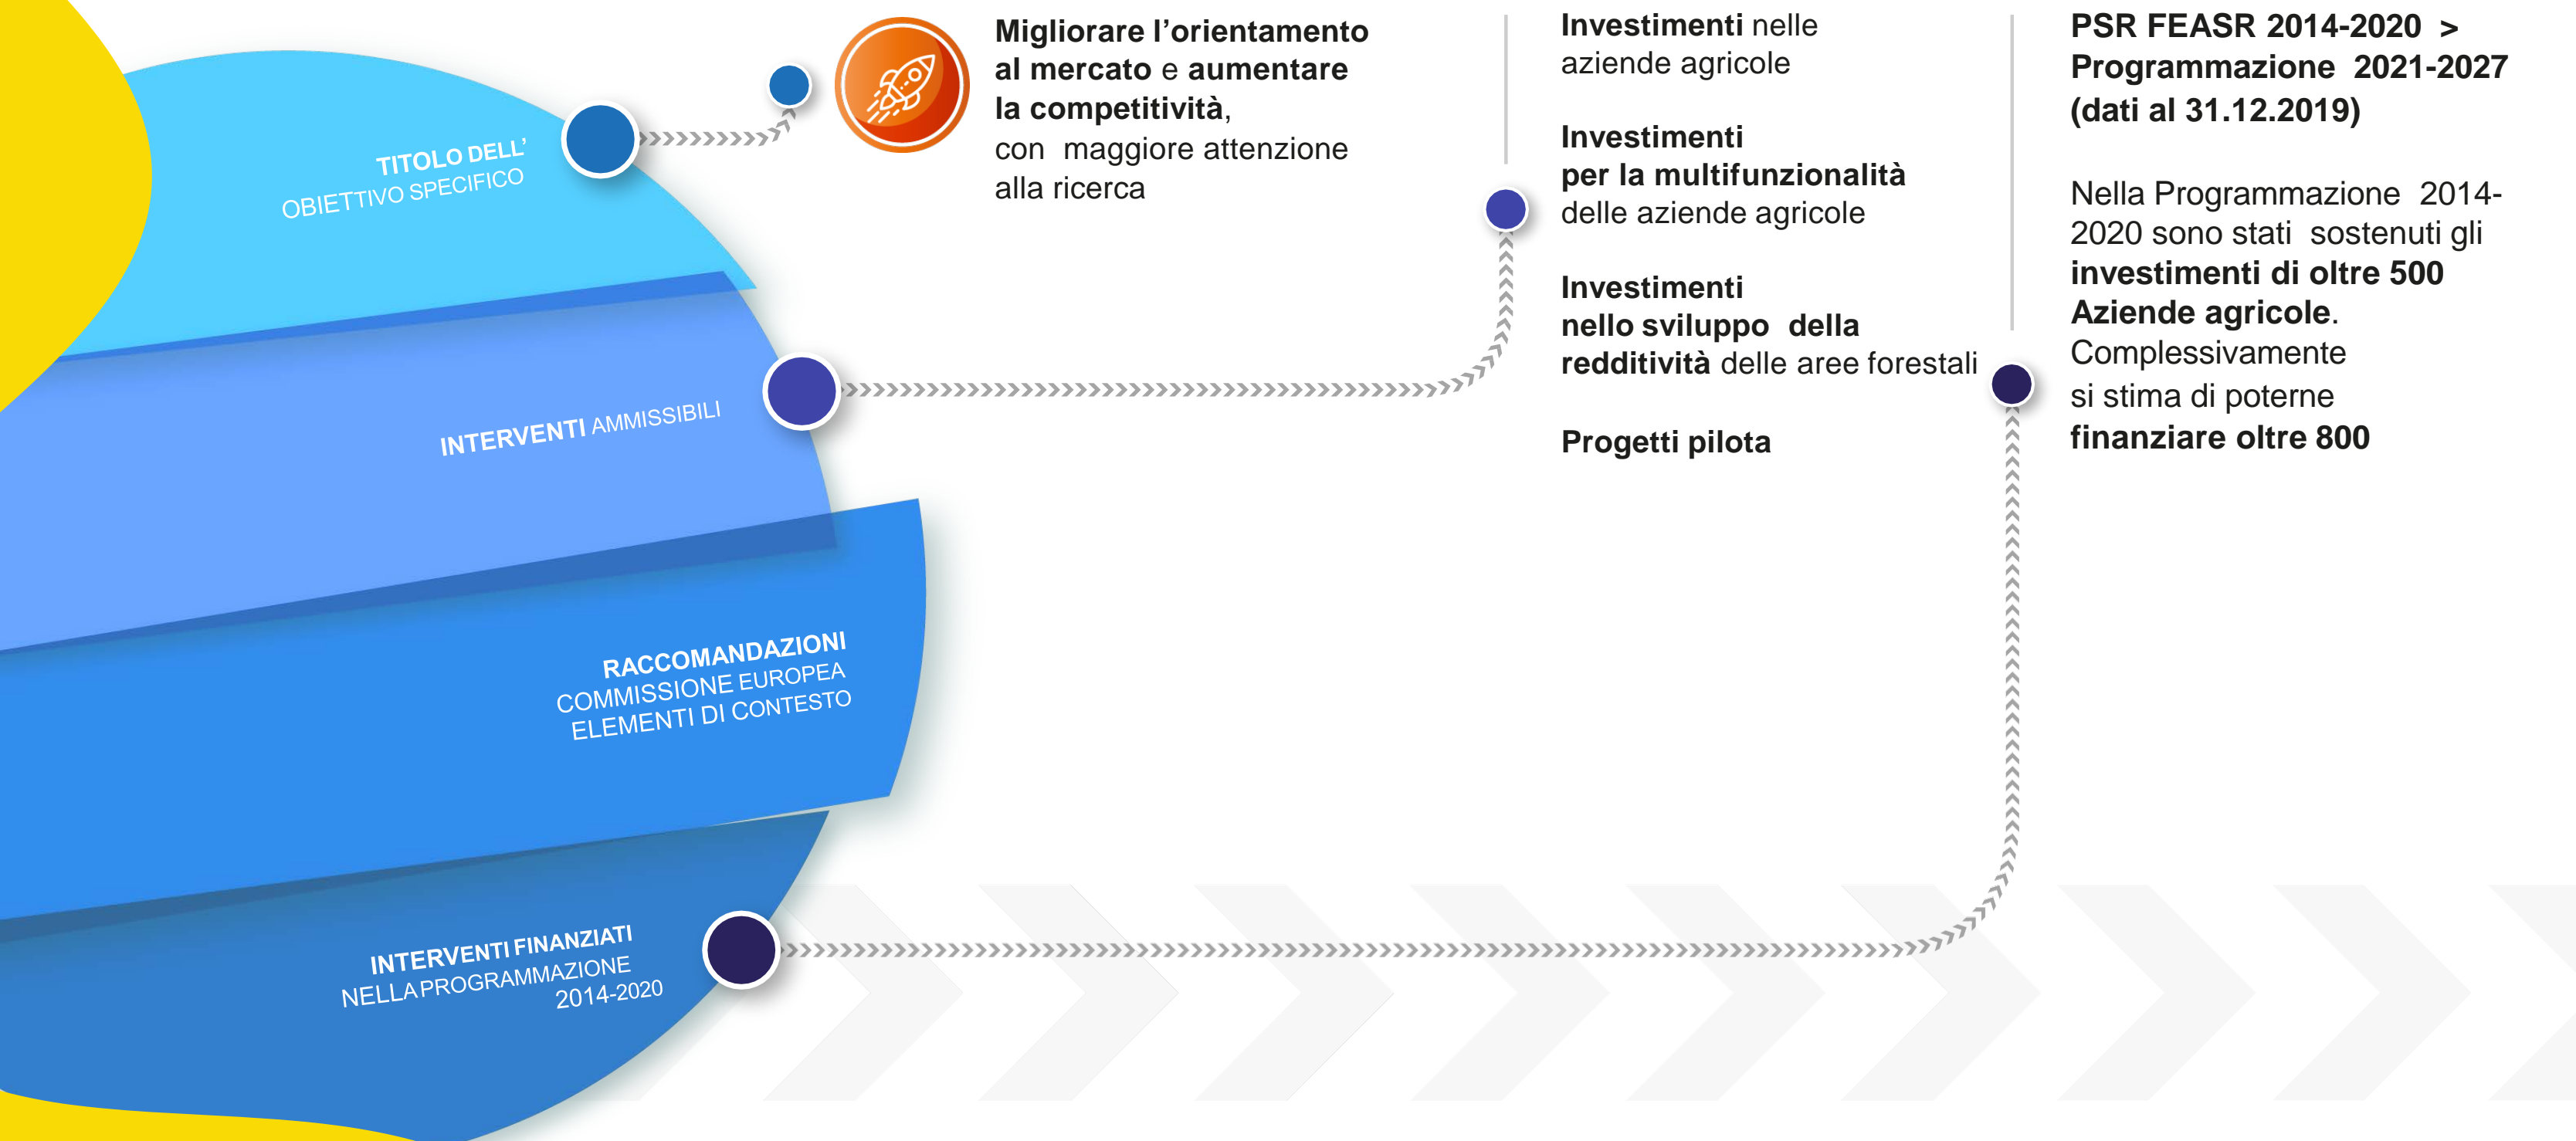 TITOLO DELL'
OBIETTIVO SPECIFICO
INTERVENTI AMMISSIBILI
RACCOMANDAZIONI
COMMISSIONE EUROPEA
ELEMENTI DI CONTESTO
INTERVENTI FINANZIATI
NELLA PROGRAMMAZIONE
2014-2020
Migliorare l’orientamento
al mercato e aumentare
la competitività,
con maggiore attenzione
alla ricerca
Investimenti nelle
aziende agricole
Investimenti
per la multifunzionalità
delle aziende agricole
Investimenti
nello sviluppo della
redditività delle aree forestali
Progetti pilota
PSR FEASR 2014-2020 >
Programmazione 2021-2027
(dati al 31.12.2019)
Nella Programmazione 2014-
2020 sono stati sostenuti gli
investimenti di oltre 500
Aziende agricole.
Complessivamente
si stima di poterne
finanziare oltre 800